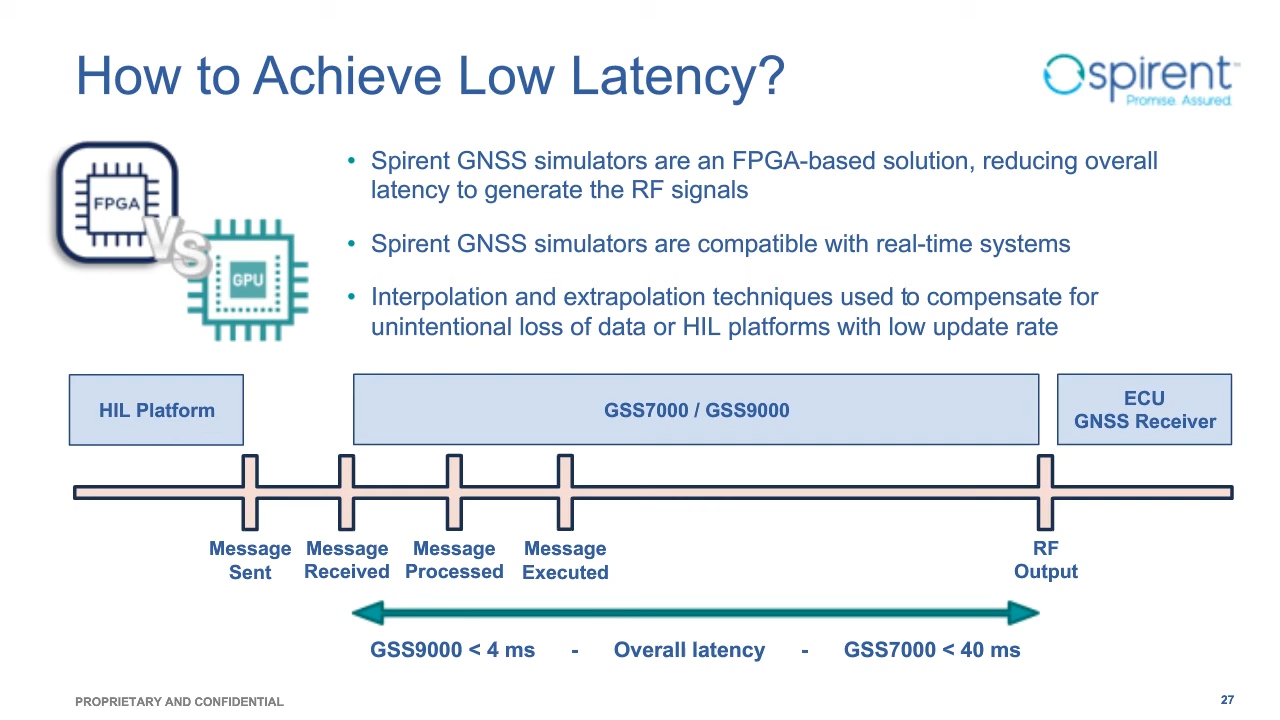 How to Achieve Low Latency?
spirent™
Promise. Assured.
FPGA
VS
GPU
• Spirent GNSS simulators are an FPGA-based solution, reducing overall
latency to generate the RF signals
• Spirent GNSS simulators are compatible with real-time systems
• Interpolation and extrapolation techniques used to compensate for
unintentional loss of data or HIL platforms with low update rate
HIL Platform
GSS7000 / GSS9000
ECU
GNSS Receiver
Message
Sent
Message
Received
Message
Processed
Message
Executed
RF
Output
GSS9000 < 4 ms - Overall latency - GSS7000 < 40 ms
PROPRIETARY AND CONFIDENTIAL
27